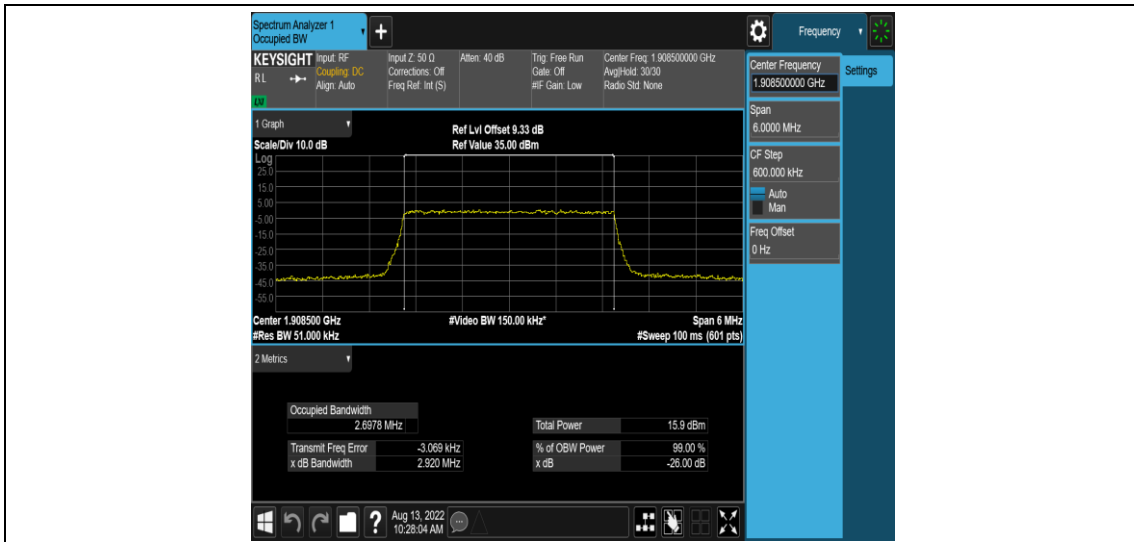 Spectrum Analyzer 1
Occupied BW
+
Frequency
KEYSIGHT
RL
LXI
Input: RF
Coupling: DC
Align: Auto
Input Z: 50 Ω
Corrections: Off
Freq Ref: Int (S)
Atten: 40 dB
Trig: Free Run
Gate: Off
#IF Gain: Low
Center Freq: 1.908500000 GHz
Avg|Hold: 30/30
Radio Std: None
Center Frequency
1.908500000 GHz
Settings
Span
6.0000 MHz
CF Step
600.000 kHz
Auto
Man
Freq Offset
0 Hz
1 Graph
Scale/Div 10.0 dB
Ref Lvl Offset 9.33 dB
Ref Value 35.00 dBm
Log
25.0
15.0
5.00
-5.00
-15.0
-25.0
-35.0
-45.0
-55.0
Center 1.908500 GHz
#Res BW 51.000 kHz
#Video BW 150.00 kHz*
Span 6 MHz
#Sweep 100 ms (601 pts)
2 Metrics
Occupied Bandwidth
2.6978 MHz
Total Power 15.9 dBm
Transmit Freq Error -3.069 kHz
% of OBW Power 99.00 %
x dB Bandwidth 2.920 MHz
x dB -26.00 dB
?
Aug 13, 2022
10:28:04 AM